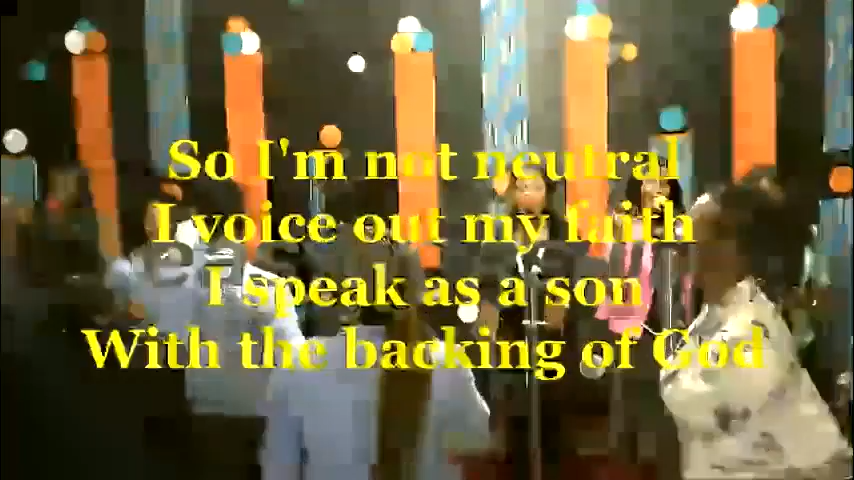 So I'm not neutral
I voice out my faith
I speak as a son
With the backing of God